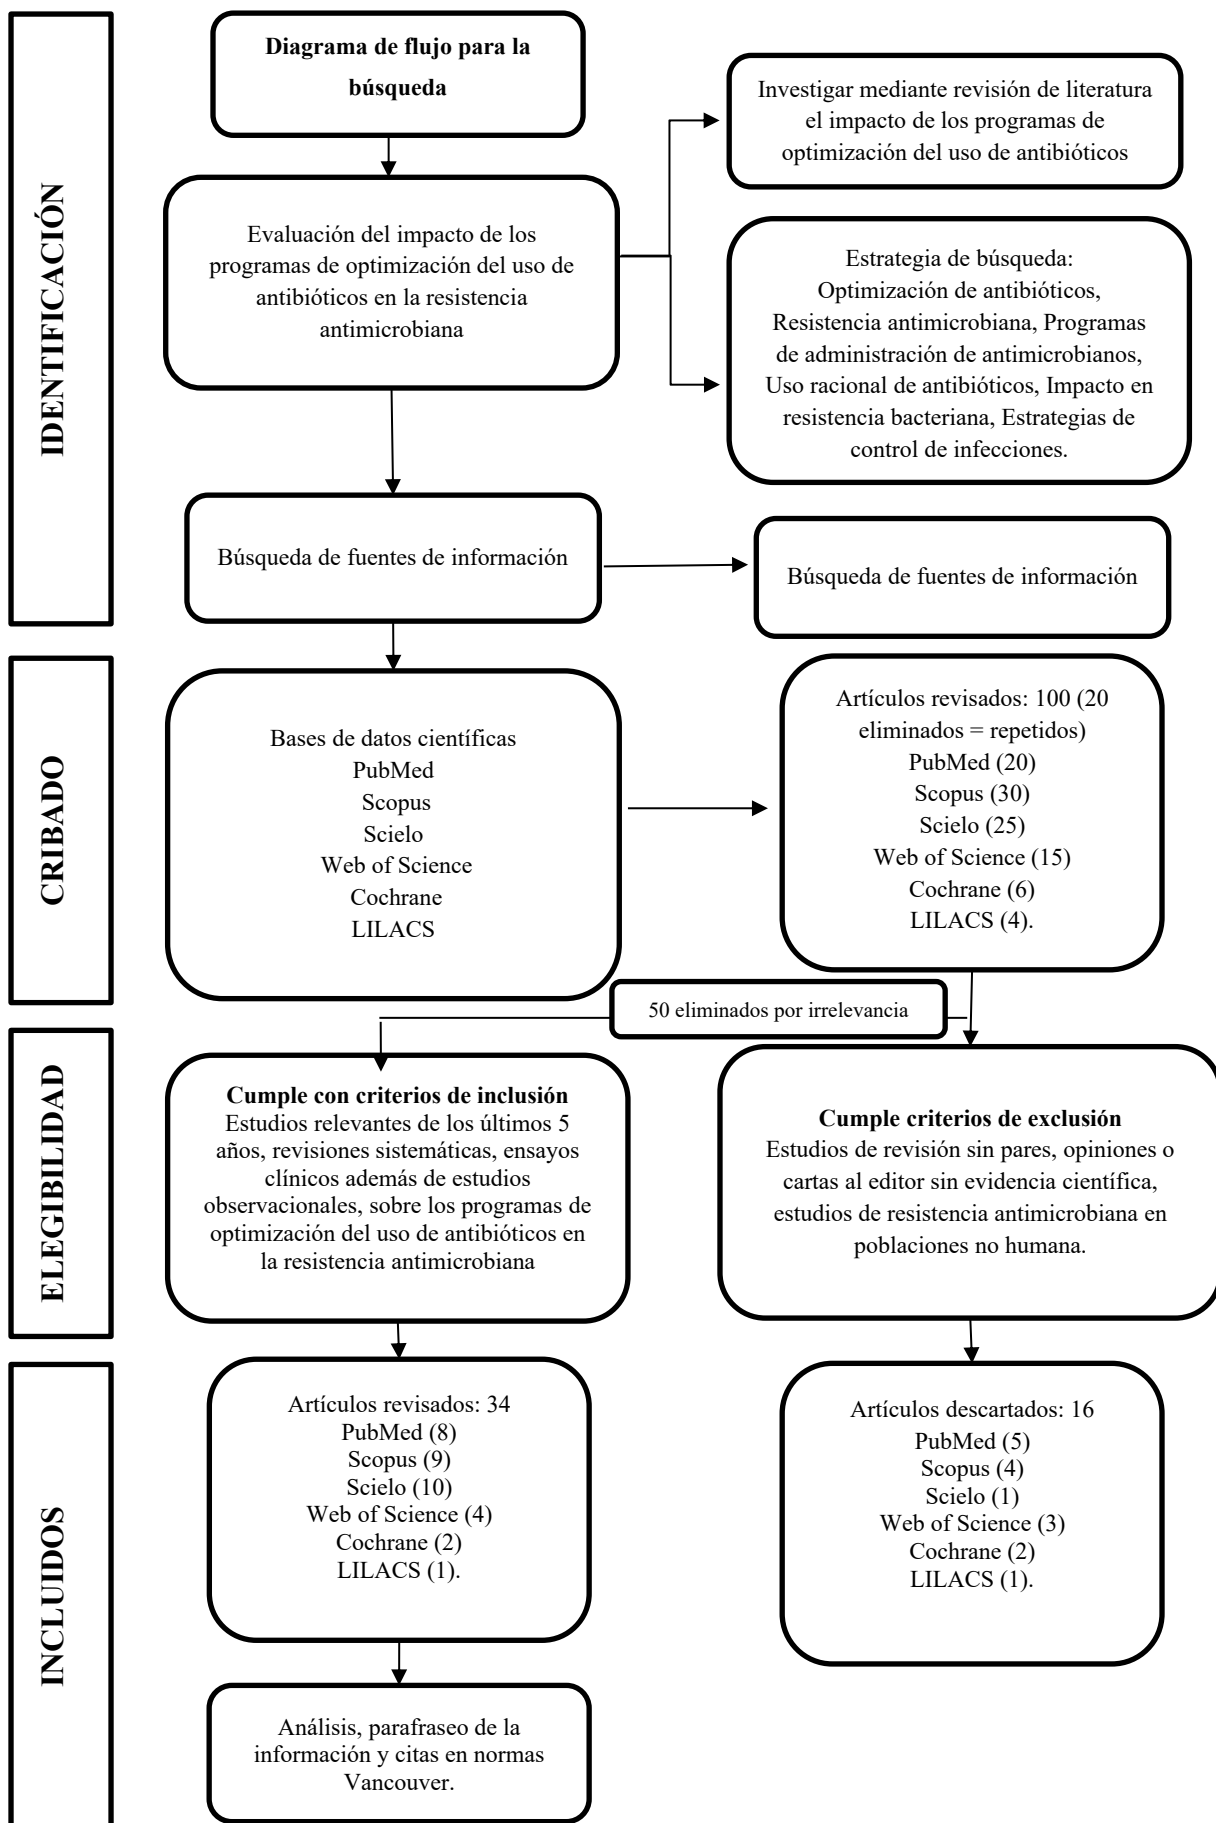 IDENTIFICACIÓN
Diagrama de flujo para la
búsqueda
Investigar mediante revisión de literatura
el impacto de los programas de
optimización del uso de antibióticos
Evaluación del impacto de los
programas de optimización del uso de
antibióticos en la resistencia
antimicrobiana
Estrategia de búsqueda:
Optimización de antibióticos,
Resistencia antimicrobiana, Programas
de administración de antimicrobianos,
Uso racional de antibióticos, Impacto en
resistencia bacteriana, Estrategias de
control de infecciones.
Búsqueda de fuentes de información
Búsqueda de fuentes de información
CRIBADO
Bases de datos científicas
PubMed
Scopus
Scielo
Web of Science
Cochrane
LILACS
Artículos revisados: 100 (20
eliminados = repetidos)
PubMed (20)
Scopus (30)
Scielo (25)
Web of Science (15)
Cochrane (6)
LILACS (4).
50 eliminados por irrelevancia
ELEGIBILIDAD
Cumple con criterios de inclusión
Estudios relevantes de los últimos 5
años, revisiones sistemáticas, ensayos
clínicos además de estudios
observacionales, sobre los programas de
optimización del uso de antibióticos en
la resistencia antimicrobiana
Cumple criterios de exclusión
Estudios de revisión sin pares, opiniones o
cartas al editor sin evidencia científica,
estudios de resistencia antimicrobiana en
poblaciones no humana.
INCLUIDOS
Artículos revisados: 34
PubMed (8)
Scopus (9)
Scielo (10)
Web of Science (4)
Cochrane (2)
LILACS (1).
Artículos descartados: 16
PubMed (5)
Scopus (4)
Scielo (1)
Web of Science (3)
Cochrane (2)
LILACS (1).
Análisis, parafraseo de la
información y citas en normas
Vancouver.